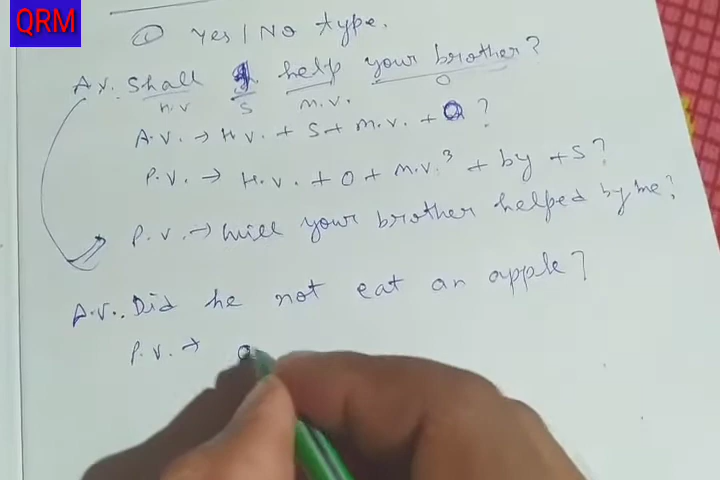 QRM
① Yes / No type.
A.V. Shall I help your brother?
H.V S M.V. O
A.V. → H.V. + S + M.V. + O ?
P.V. → H.V. + O + M.V.³ + by + S ?
P.V. → Will your brother helped by me?
A.V.. Did he not eat an apple?
P.V. →